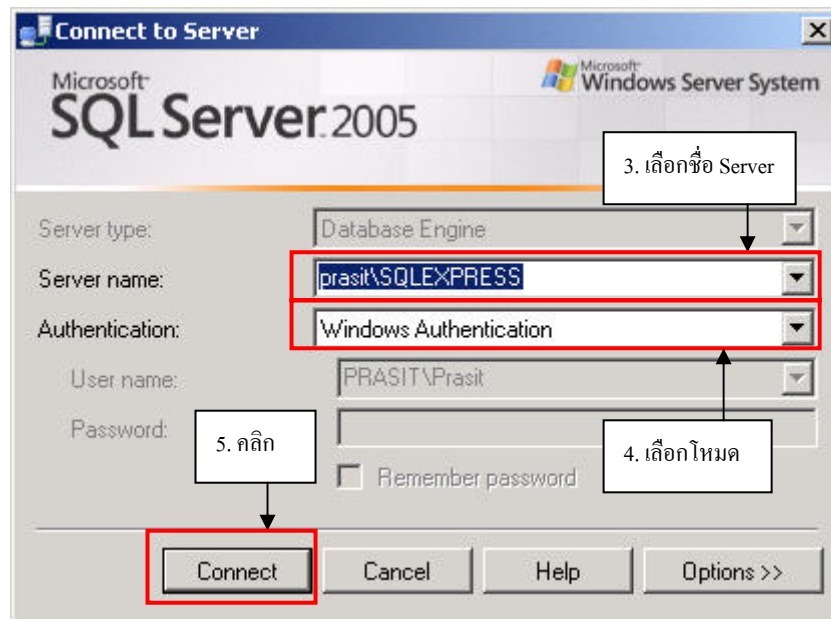 Connect to Server
Microsoft
SQL Server 2005
Microsoft
Windows Server System
3. เลือกชื่อ Server
Server type:
Database Engine
Server name:
prasit\SQLEXPRESS
Authentication:
Windows Authentication
User name:
PRASIT\Prasit
Password:
5. คลิก
4. เลือกโหมด
Remember password
Connect
Cancel
Help
Options >>